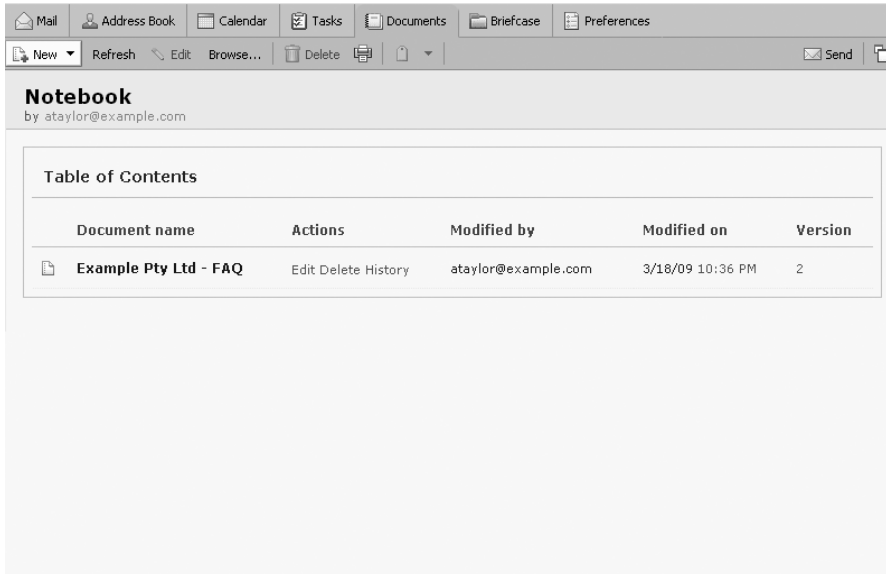 Mail Address Book Calendar Tasks Documents Briefcase Preferences
New Refresh Edit Browse... Delete Send
Notebook
by ataylor@example.com
Table of Contents
Document name Actions Modified by Modified on Version
Example Pty Ltd - FAQ Edit Delete History ataylor@example.com 3/18/09 10:36 PM 2